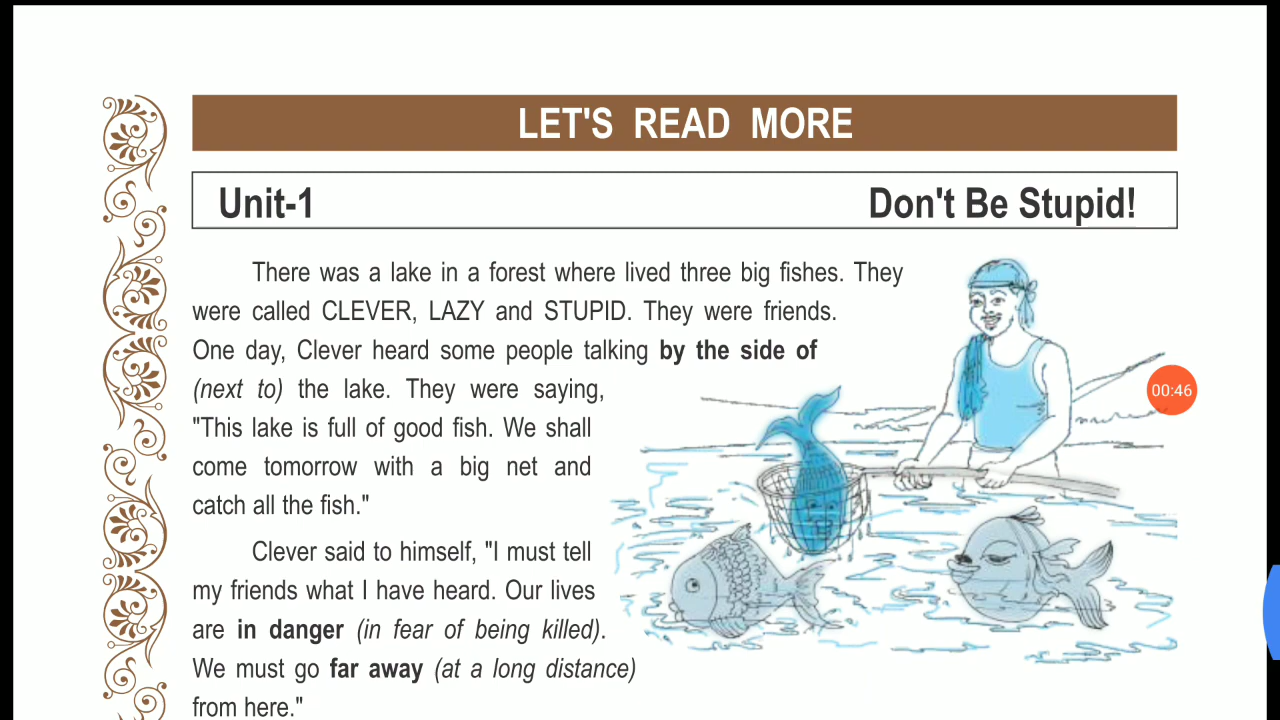 LET'S READ MORE
Unit-1 Don't Be Stupid!
There was a lake in a forest where lived three big fishes. They
were called CLEVER, LAZY and STUPID. They were friends.
One day, Clever heard some people talking by the side of
(next to) the lake. They were saying,
"This lake is full of good fish. We shall
come tomorrow with a big net and
catch all the fish."
Clever said to himself, "I must tell
my friends what I have heard. Our lives
are in danger (in fear of being killed).
We must go far away (at a long distance)
from here."
00:46